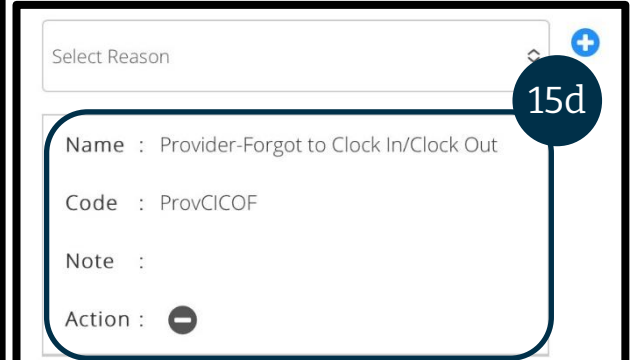 Select Reason
15d
Name : Provider-Forgot to Clock In/Clock Out
Code : ProvCICOF
Note :
Action :